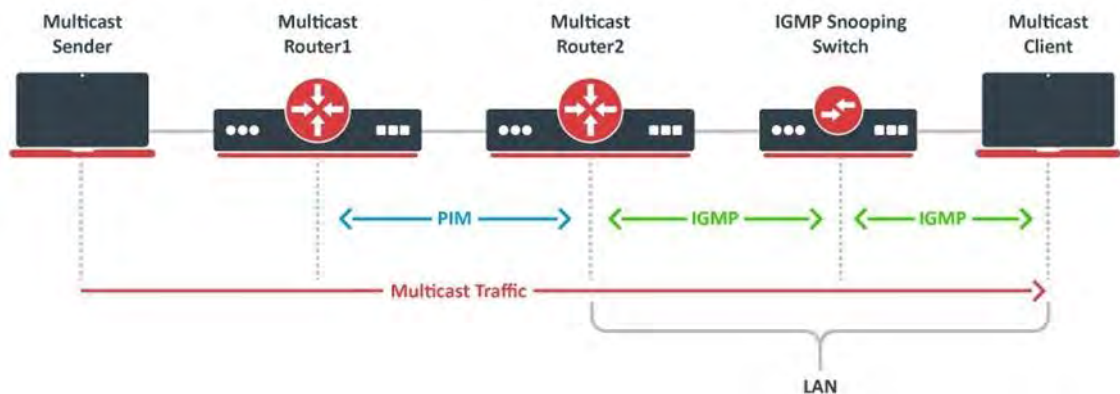 Multicast
Sender
Multicast
Router1
Multicast
Router2
IGMP Snooping
Switch
Multicast
Client
PIM
IGMP
IGMP
Multicast Traffic
LAN